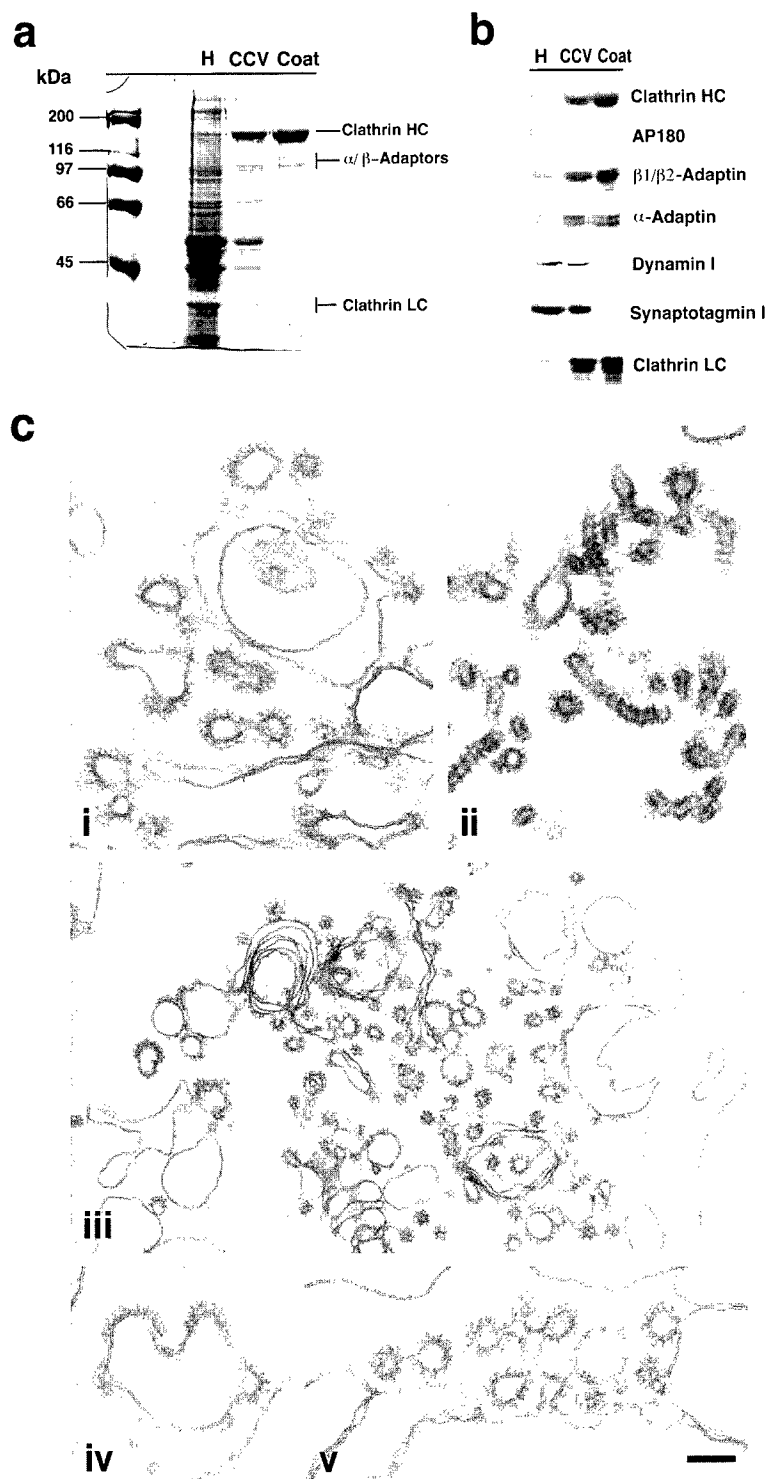 a
H CCV Coat
kDa
200
116
97
66
45
Clathrin HC
α/β-Adaptors
Clathrin LC
b
H CCV Coat
Clathrin HC
AP180
β1/β2-Adaptin
α-Adaptin
Dynamin I
Synaptotagmin I
Clathrin LC
c
i
ii
iii
iv
v